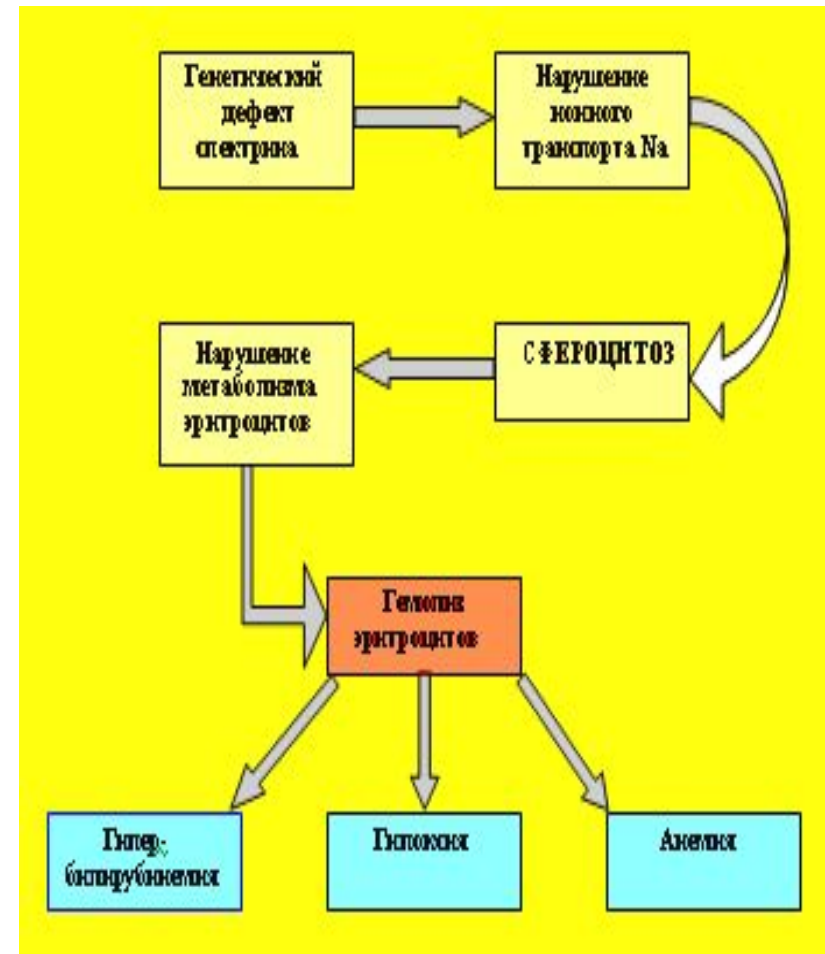 Генетический
дефект
спектрина
Нарушение
ионного
транспорта Na
СФЕРОЦИТОЗ
Нарушение
метаболизма
эритроцитов
Гемолиз
эритроцитов
Гипер-
билирубинемия
Гипоксия
Анемия